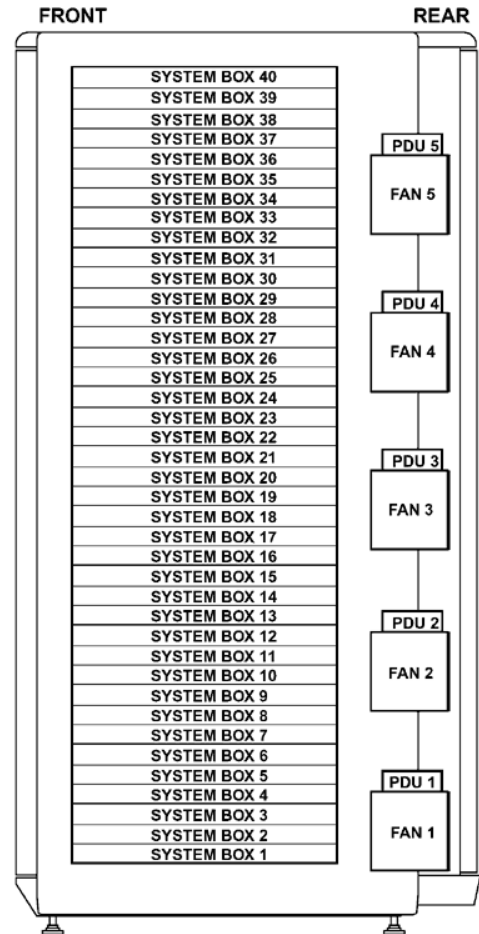 FRONT
REAR
SYSTEM BOX 40
SYSTEM BOX 39
SYSTEM BOX 38
SYSTEM BOX 37
SYSTEM BOX 36
SYSTEM BOX 35
SYSTEM BOX 34
SYSTEM BOX 33
SYSTEM BOX 32
SYSTEM BOX 31
SYSTEM BOX 30
SYSTEM BOX 29
SYSTEM BOX 28
SYSTEM BOX 27
SYSTEM BOX 26
SYSTEM BOX 25
SYSTEM BOX 24
SYSTEM BOX 23
SYSTEM BOX 22
SYSTEM BOX 21
SYSTEM BOX 20
SYSTEM BOX 19
SYSTEM BOX 18
SYSTEM BOX 17
SYSTEM BOX 16
SYSTEM BOX 15
SYSTEM BOX 14
SYSTEM BOX 13
SYSTEM BOX 12
SYSTEM BOX 11
SYSTEM BOX 10
SYSTEM BOX 9
SYSTEM BOX 8
SYSTEM BOX 7
SYSTEM BOX 6
SYSTEM BOX 5
SYSTEM BOX 4
SYSTEM BOX 3
SYSTEM BOX 2
SYSTEM BOX 1
PDU 5
FAN 5
PDU 4
FAN 4
PDU 3
FAN 3
PDU 2
FAN 2
PDU 1
FAN 1